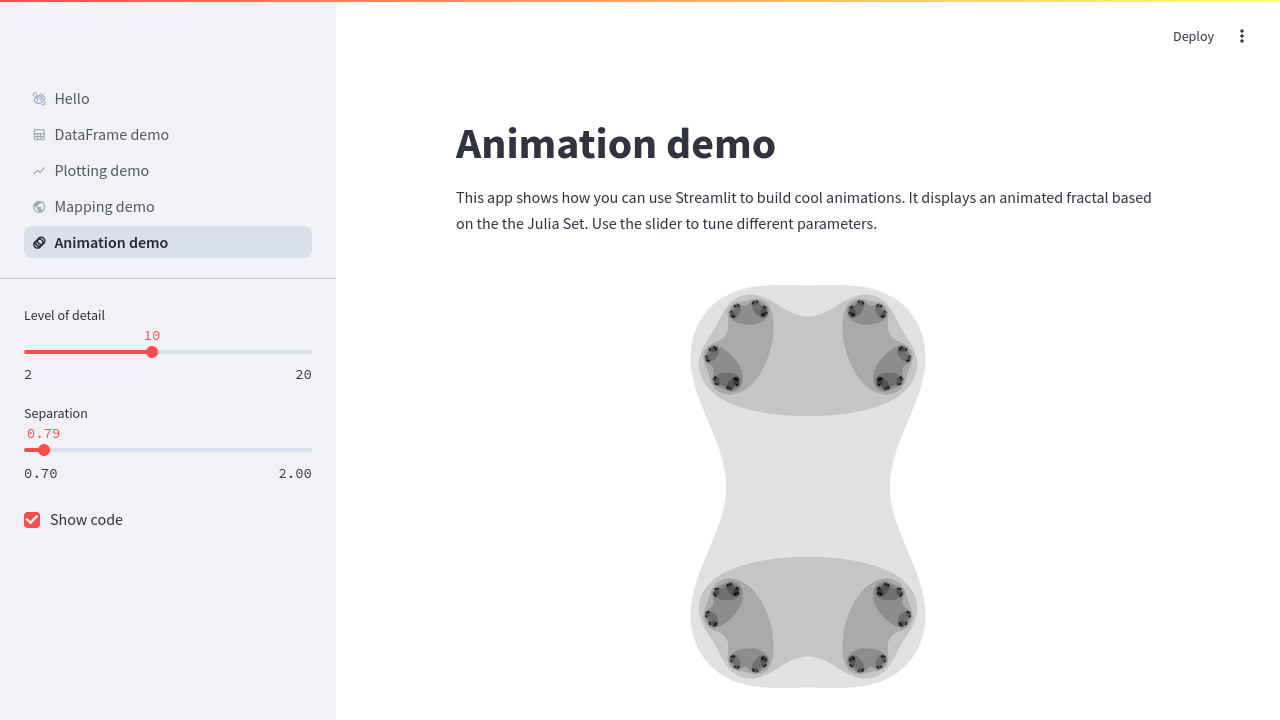 Deploy
Hello
DataFrame demo
Plotting demo
Mapping demo
Animation demo
Level of detail
10
2 20
Separation
0.79
0.70 2.00
Show code
Animation demo
This app shows how you can use Streamlit to build cool animations. It displays an animated fractal based
on the the Julia Set. Use the slider to tune different parameters.